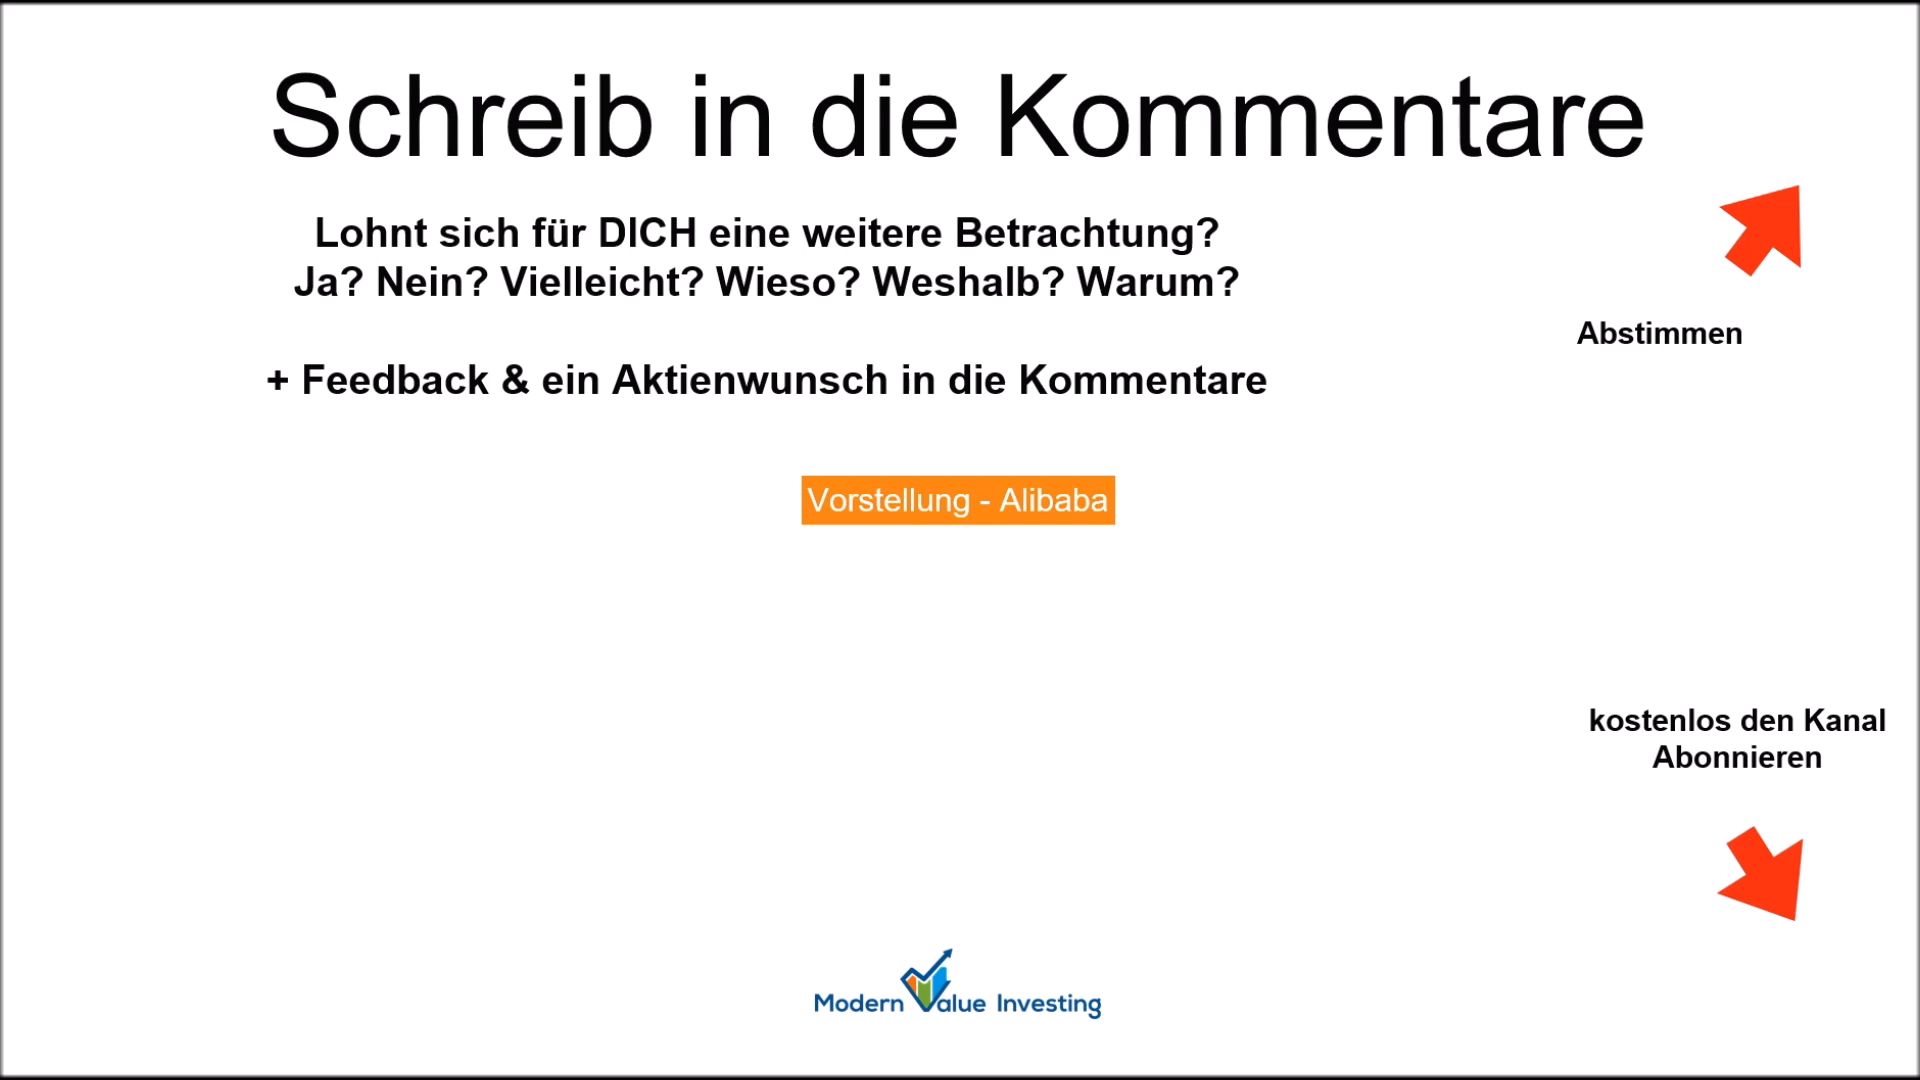 Schreib in die Kommentare
Lohnt sich für DICH eine weitere Betrachtung?
Ja? Nein? Vielleicht? Wieso? Weshalb? Warum?
Abstimmen
+ Feedback & ein Aktienwunsch in die Kommentare
Vorstellung - Alibaba
kostenlos den Kanal
Abonnieren
Modern Value Investing